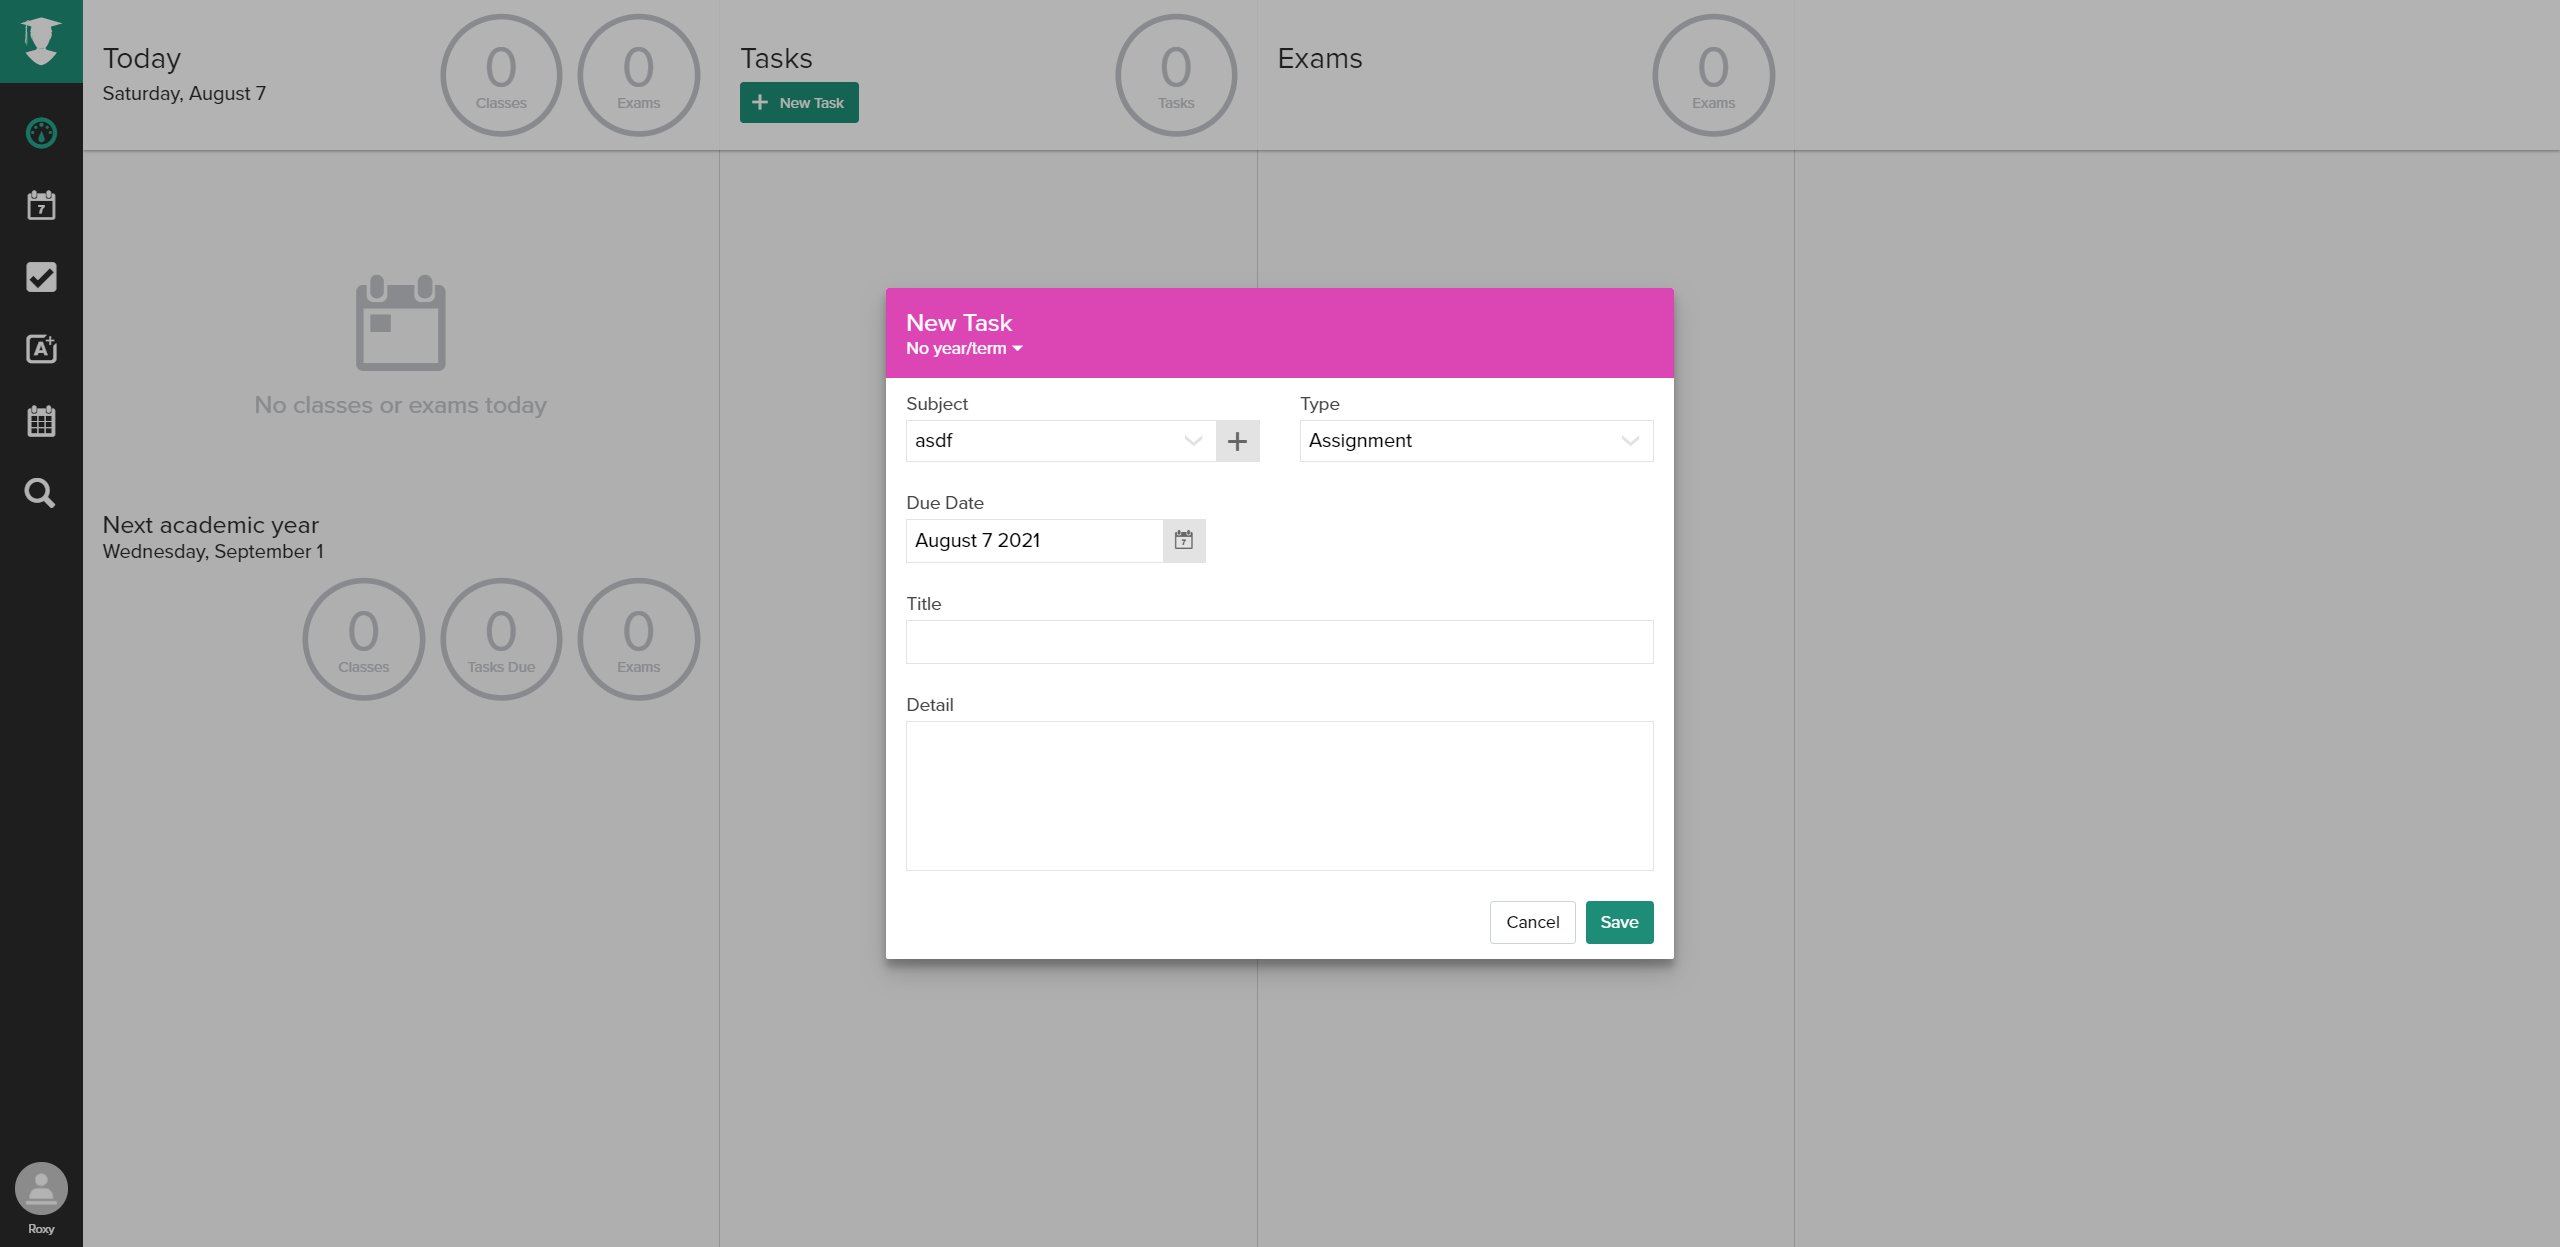 Today
Saturday, August 7
0
Classes
0
Exams
Tasks
New Task
0
Tasks
Exams
0
Exams
7
A+
No classes or exams today
Next academic year
Wednesday, September 1
0
Classes
0
Tasks Due
0
Exams
New Task
No year/term
Subject
asdf
Type
Assignment
Due Date
August 7 2021
7
Title
Detail
Cancel
Save
Roxy